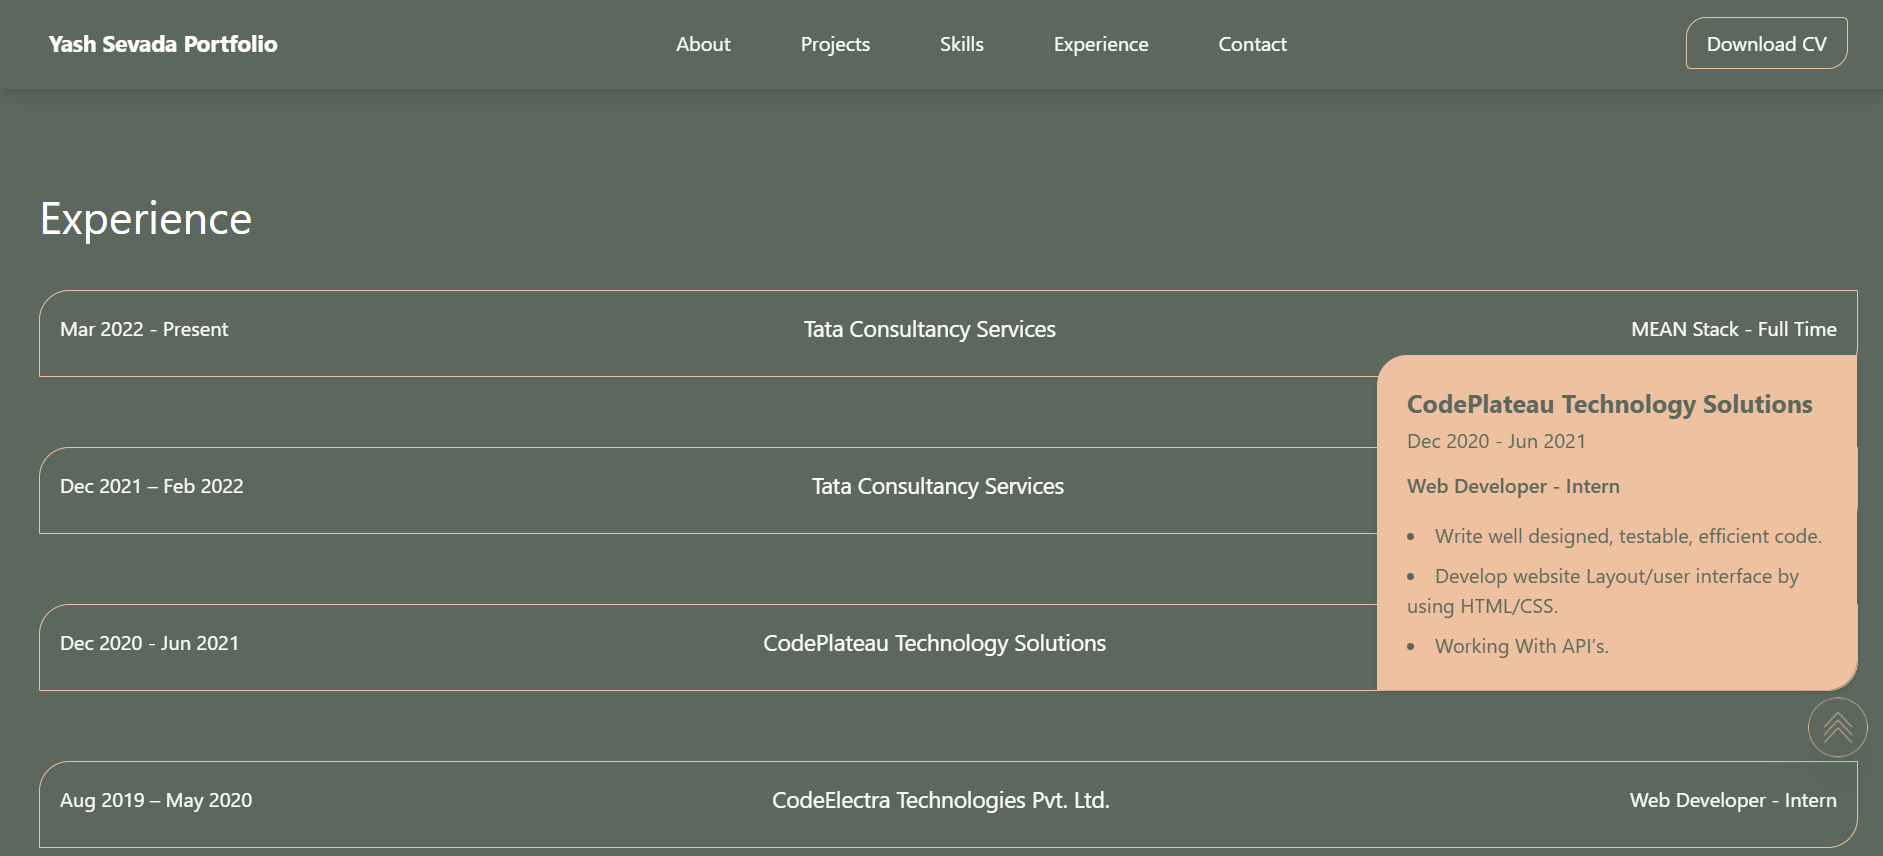 Yash Sevada Portfolio
About
Projects
Skills
Experience
Contact
Download CV
Experience
Mar 2022 - Present
Tata Consultancy Services
MEAN Stack - Full Time
Dec 2021 – Feb 2022
Tata Consultancy Services
Dec 2020 - Jun 2021
CodePlateau Technology Solutions
CodePlateau Technology Solutions
Dec 2020 - Jun 2021
Web Developer - Intern
• Write well designed, testable, efficient code.
• Develop website Layout/user interface by
using HTML/CSS.
• Working With API’s.
Aug 2019 – May 2020
CodeElectra Technologies Pvt. Ltd.
Web Developer - Intern